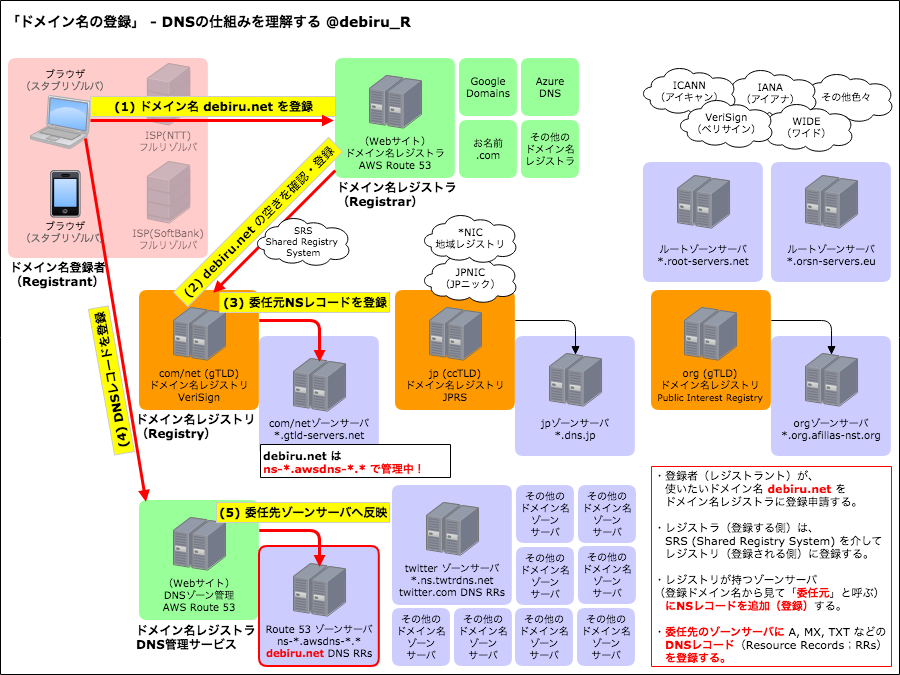 「ドメイン名の登録」 - DNSの仕組みを理解する @debiru_R
ブラウザ
(スタブリゾルバ)
ISP(NTT)
フルリゾルバ
ブラウザ
(スタブリゾルバ)
ISP(SoftBank)
フルリゾルバ
ドメイン名登録者
(Registrant)
(1) ドメイン名 debiru.net を登録
(Webサイト)
ドメイン名レジストラ
AWS Route 53
Google
Domains
Azure
DNS
お名前
.com
その他の
ドメイン名
レジストラ
ドメイン名レジストラ
(Registrar)
ICANN
(アイキャン)
IANA
(アイアナ)
その他色々
VeriSign
(ベリサイン)
WIDE
(ワイド)
ルートゾーンサーバ
*.root-servers.net
ルートゾーンサーバ
*.orsn-servers.eu
(2) debiru.net の空きを確認・登録
SRS
Shared Registry
System
*NIC
地域レジストリ
JPNIC
(JPニック)
(3) 委任元NSレコードを登録
com/net (gTLD)
ドメイン名レジストリ
VeriSign
ドメイン名レジストリ
(Registry)
com/netゾーンサーバ
*.gtld-servers.net
debiru.net は
ns-*.awsdns-*.* で管理中！
jp (ccTLD)
ドメイン名レジストリ
JPRS
jpゾーンサーバ
*.dns.jp
org (gTLD)
ドメイン名レジストリ
Public Interest Registry
orgゾーンサーバ
*.org.afilias-nst.org
(4) DNSレコードを登録
(5) 委任先ゾーンサーバへ反映
(Webサイト)
DNSゾーン管理
AWS Route 53
ドメイン名レジストラ
DNS管理サービス
Route 53 ゾーンサーバ
ns-*.awsdns-*.*
debiru.net DNS RRs
twitter ゾーンサーバ
*.ns.twtrdns.net
twitter.com DNS RRs
その他の
ドメイン名
ゾーン
サーバ
その他の
ドメイン名
ゾーン
サーバ
その他の
ドメイン名
ゾーン
サーバ
その他の
ドメイン名
ゾーン
サーバ
その他の
ドメイン名
ゾーン
サーバ
その他の
ドメイン名
ゾーン
サーバ
その他の
ドメイン名
ゾーン
サーバ
その他の
ドメイン名
ゾーン
サーバ
・登録者（レジストラント）が、
使いたいドメイン名 debiru.net を
ドメイン名レジストラに登録申請する。
・レジストラ（登録する側）は、
SRS (Shared Registry System) を介して
レジストリ（登録される側）に登録する。
・レジストリが持つゾーンサーバ
（登録ドメイン名から見て「委任元」と呼ぶ）
にNSレコードを追加（登録）する。
・委任先のゾーンサーバに A, MX, TXT などの
DNSレコード（Resource Records；RRs）
を登録する。